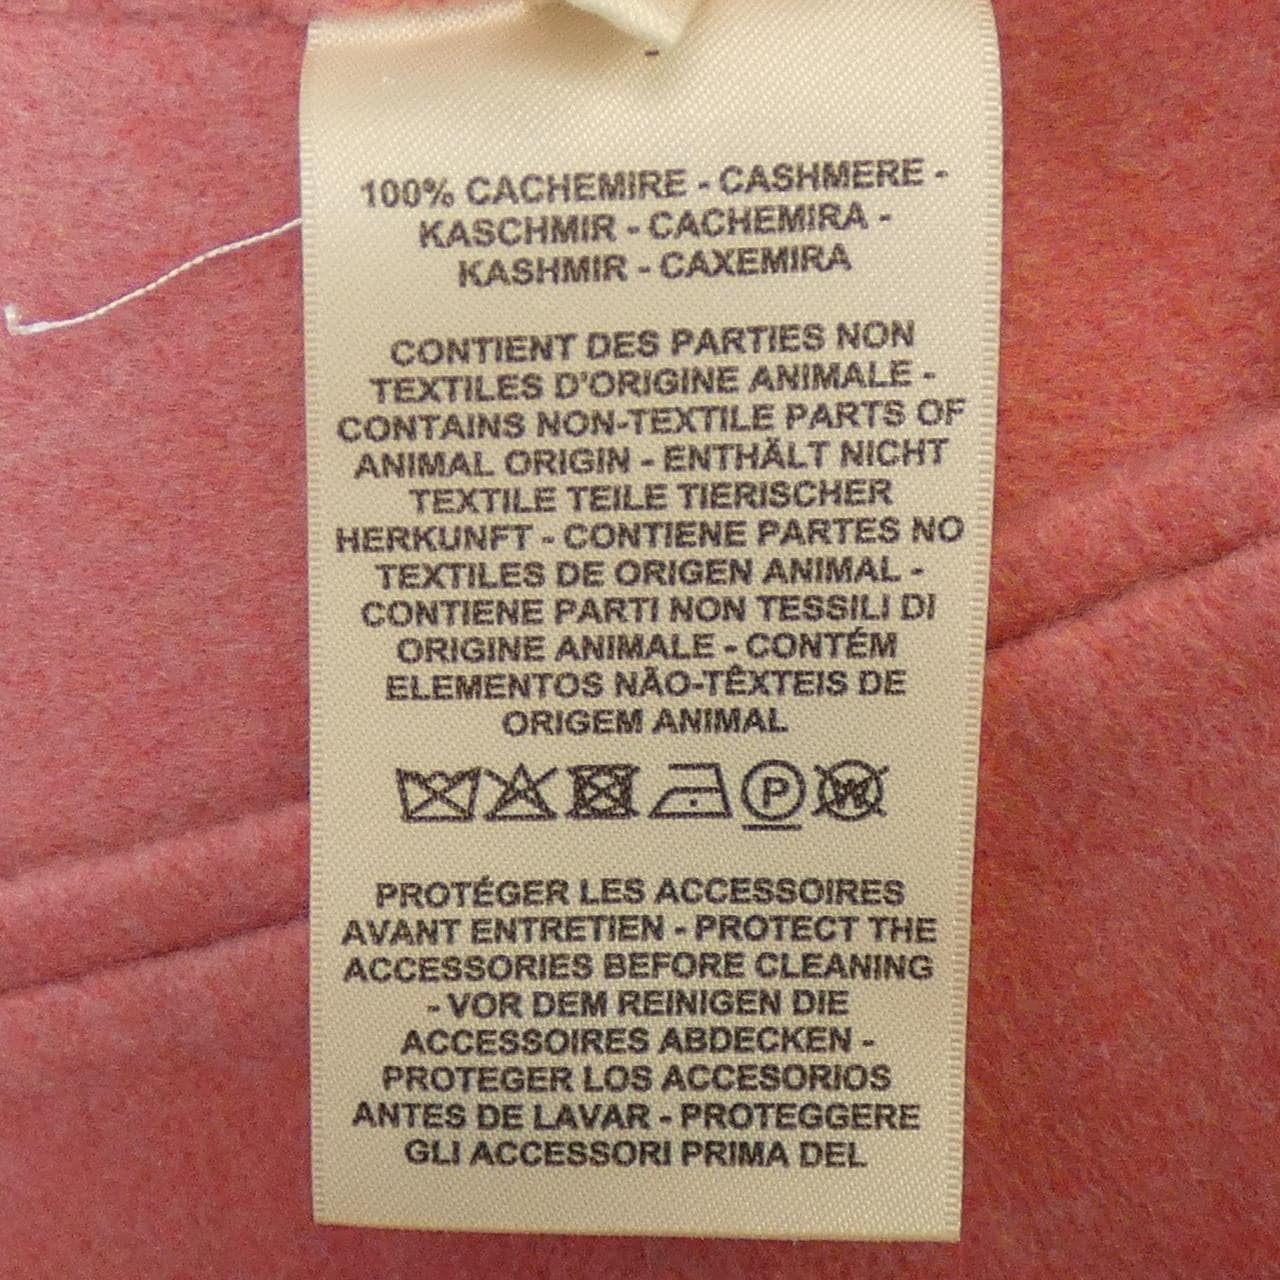 100% CACHEMIRE - CASHMERE -
KASCHMIR - CACHEMIRA -
KASHMIR - CAXEMIRA
CONTIENT DES PARTIES NON
TEXTILES D'ORIGINE ANIMALE -
CONTAINS NON-TEXTILE PARTS OF
ANIMAL ORIGIN - ENTHÄLT NICHT
TEXTILE TEILE TIERISCHER
HERKUNFT - CONTIENE PARTES NO
TEXTILES DE ORIGEN ANIMAL -
CONTIENE PARTI NON TESSILI DI
ORIGINE ANIMALE - CONTÉM
ELEMENTOS NÃO-TÊXTEIS DE
ORIGEM ANIMAL
P W
PROTÉGER LES ACCESSOIRES
AVANT ENTRETIEN - PROTECT THE
ACCESSORIES BEFORE CLEANING
- VOR DEM REINIGEN DIE
ACCESSOIRES ABDECKEN -
PROTEGER LOS ACCESORIOS
ANTES DE LAVAR - PROTEGGERE
GLI ACCESSORI PRIMA DEL